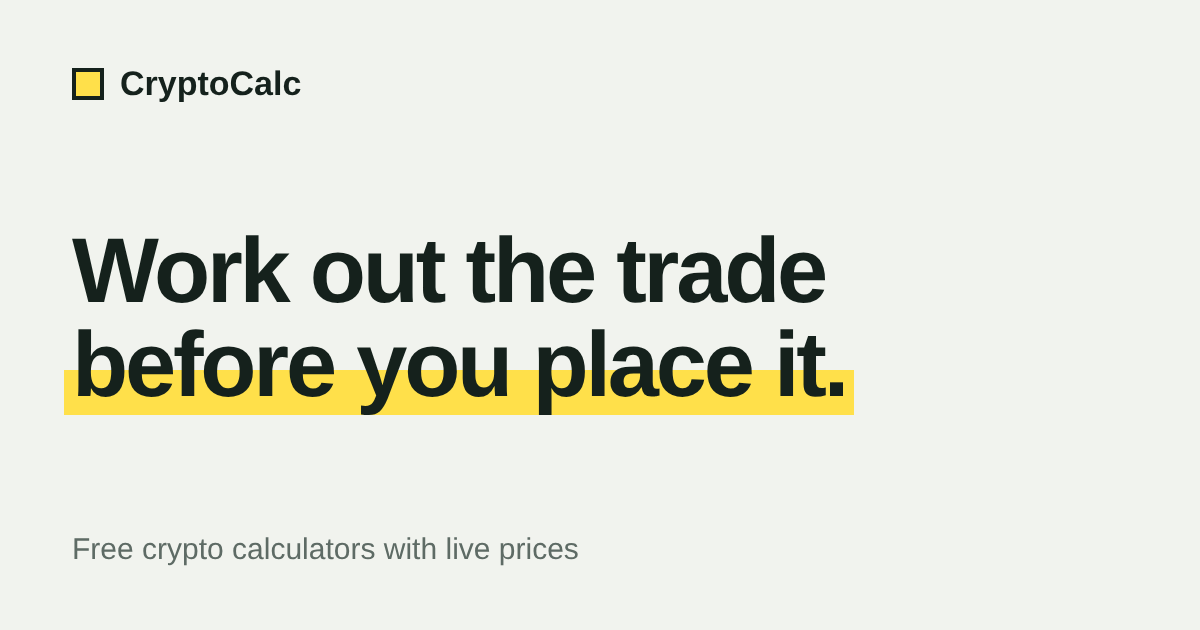 CryptoCalc
Work out the trade
before you place it.
Free crypto calculators with live prices